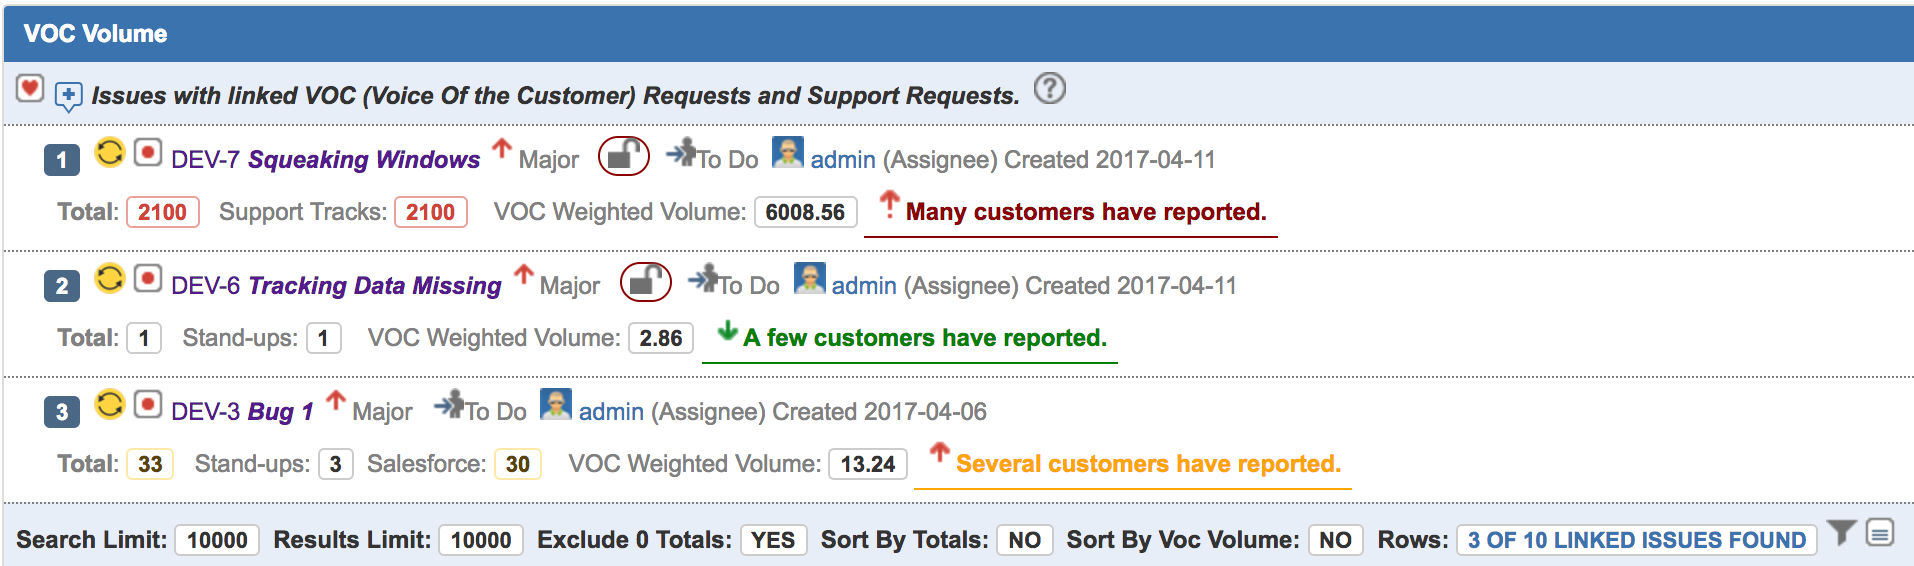 VOC Volume
Issues with linked VOC (Voice Of the Customer) Requests and Support Requests. ?
1 DEV-7 Squeaking Windows Major To Do admin (Assignee) Created 2017-04-11
Total: 2100 Support Tracks: 2100 VOC Weighted Volume: 6008.56 Many customers have reported.
2 DEV-6 Tracking Data Missing Major To Do admin (Assignee) Created 2017-04-11
Total: 1 Stand-ups: 1 VOC Weighted Volume: 2.86 A few customers have reported.
3 DEV-3 Bug 1 Major To Do admin (Assignee) Created 2017-04-06
Total: 33 Stand-ups: 3 Salesforce: 30 VOC Weighted Volume: 13.24 Several customers have reported.
Search Limit: 10000 Results Limit: 10000 Exclude 0 Totals: YES Sort By Totals: NO Sort By Voc Volume: NO Rows: 3 OF 10 LINKED ISSUES FOUND